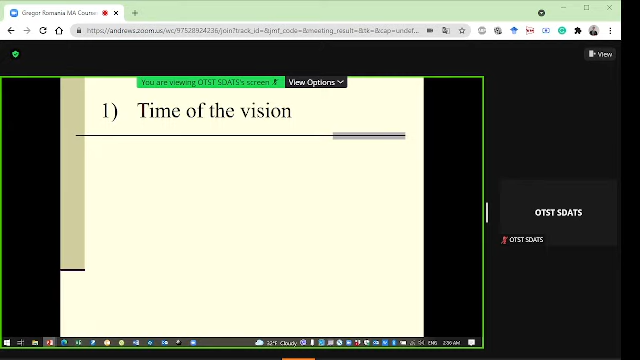 Gregor Romania MA Cours
https://andrews.zoom.us/wc/97528924236/join?track_id=&jmf_code=&meeting_result=&tk=&cap=undef...
View
You are viewing OTST SDATS's screen
View Options
1) Time of the vision
OTST SDATS
OTST SDATS
32°F Cloudy
ENG